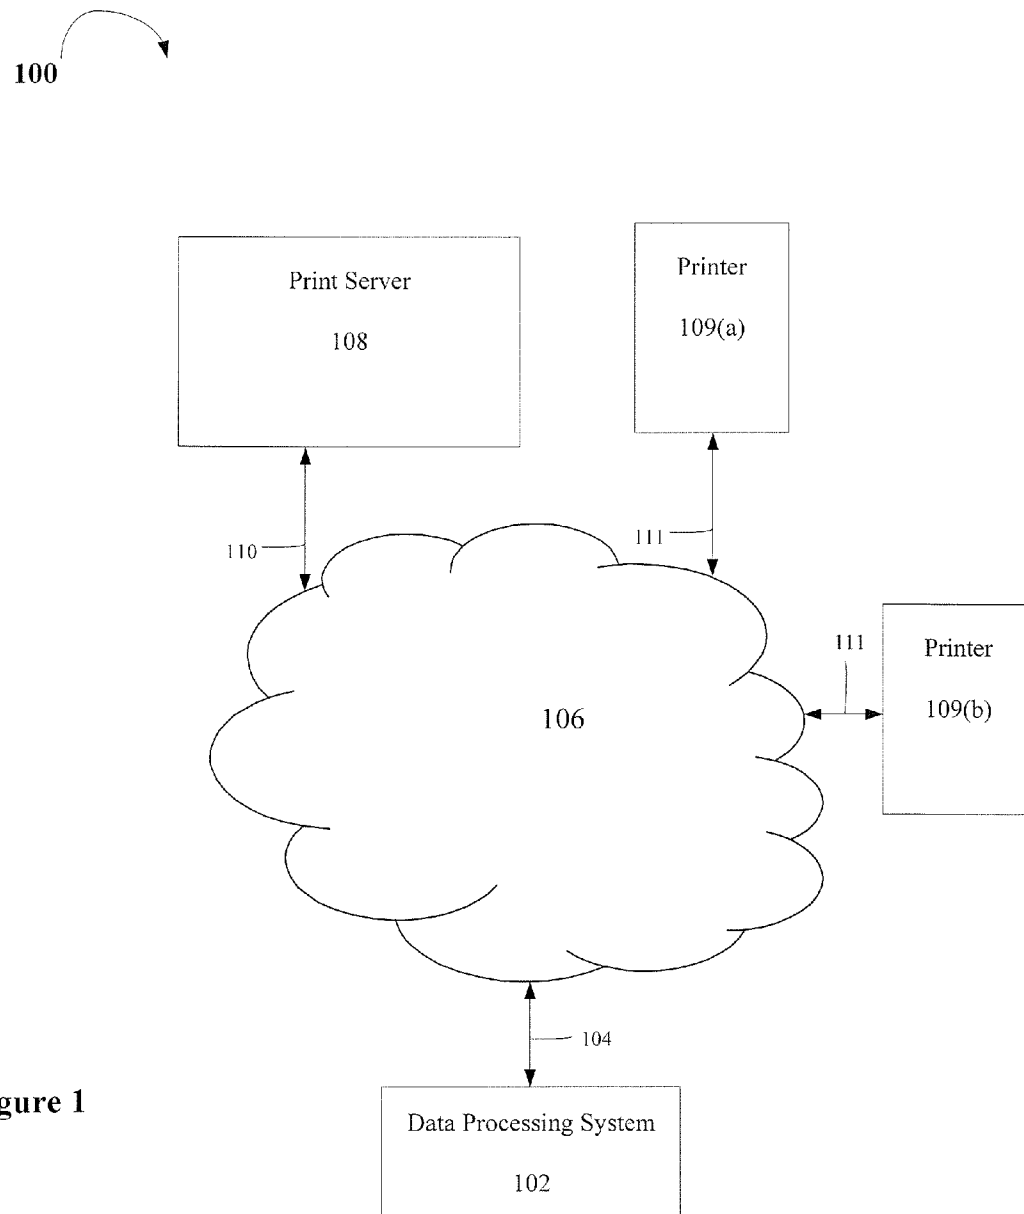 100
Print Server
108
Printer
109(a)
110
111
Printer
109(b)
111
106
104
gure 1
Data Processing System
102